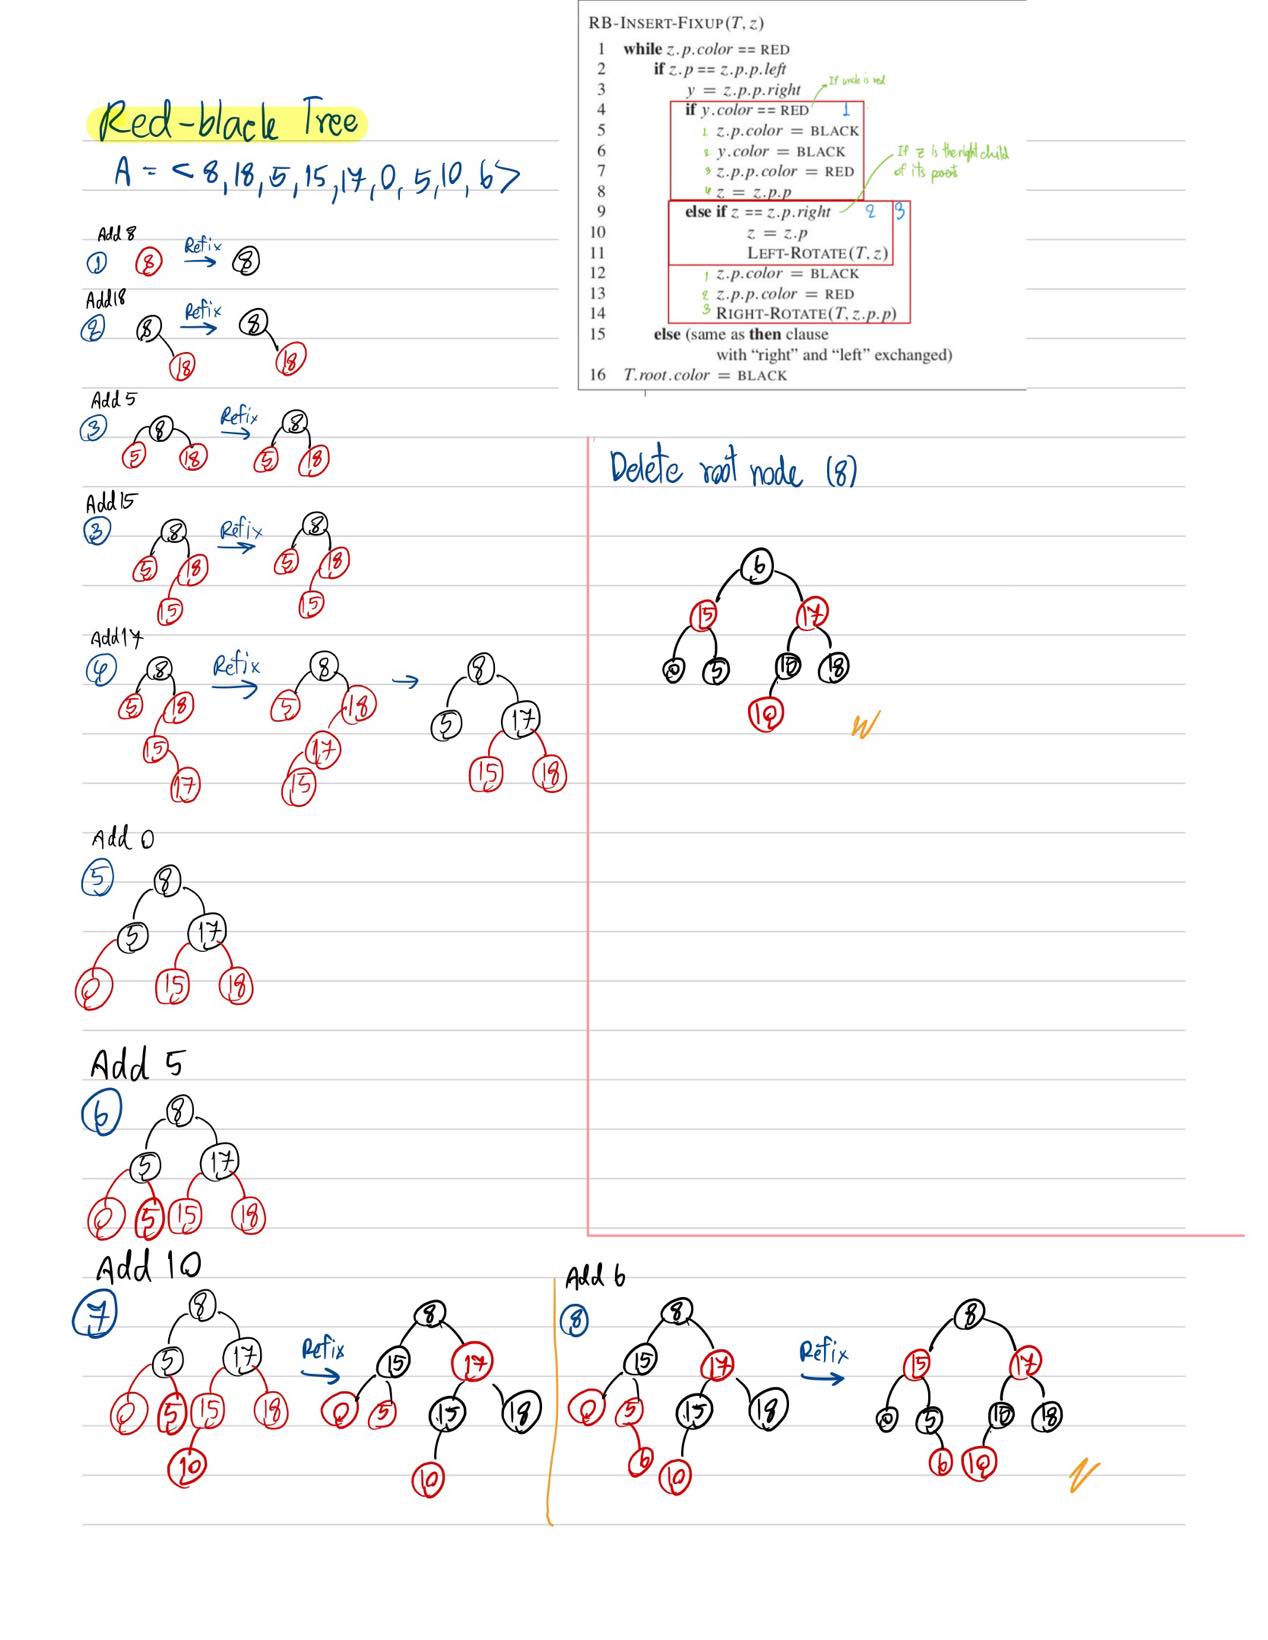 RB-INSERT-FIXUP(T, z)
1 while z.p.color == RED
2 if z.p == z.p.p.left
3 y = z.p.p.right
If uncle is red
4 if y.color == RED 1
5 1 z.p.color = BLACK
6 2 y.color = BLACK
7 3 z.p.p.color = RED
8 4 z = z.p.p
If z is the right child
of its parent
9 else if z == z.p.right 2 3
10 z = z.p
11 LEFT-ROTATE(T, z)
12 1 z.p.color = BLACK
13 2 z.p.p.color = RED
14 3 RIGHT-ROTATE(T, z.p.p)
15 else (same as then clause
with "right" and "left" exchanged)
16 T.root.color = BLACK
Red-black Tree
A = < 8, 18, 5, 15, 17, 0, 5, 10, 6 >
Add 8
1 8 Refix 8
Add 18
2 8 Refix 8
18 18
Add 5
3 8 Refix 8
5 18 5 18
Add 15
3 8 Refix 8
5 18 5 18
15 15
Add 17
4 8 Refix 8 8
5 18 5 18 5 17
15 17 15 18
17 15
Add 0
5 8
5 17
0 15 18
Add 5
6 8
5 17
0 5 15 18
Add 10
7 8 Refix 8
5 17 15 17
0 5 15 18 0 5 15 18
10 10
Add 6
8 8 Refix 8
15 17 15 17
0 5 15 18 0 5 10 18
6 10 6 10
Delete root node (8)
6
15 17
0 5 10 18
10